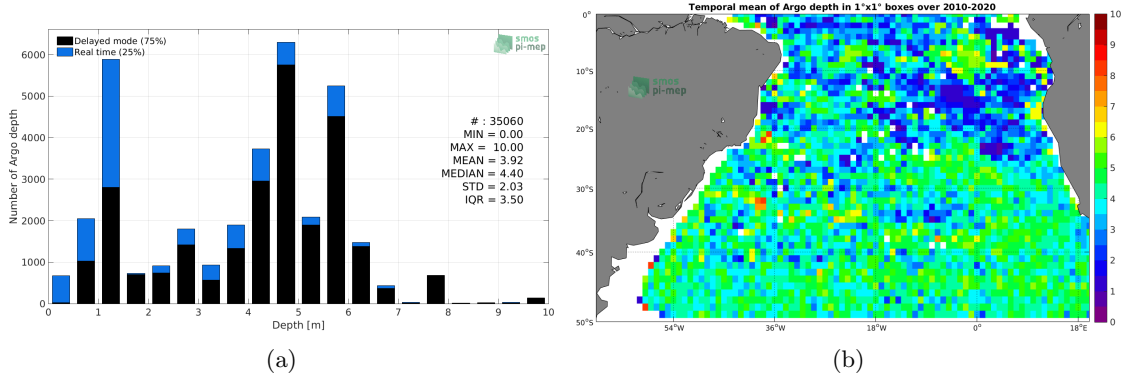 Delayed mode (75%)
Real time (25%)
smos
pi-mep
# : 35060
MIN = 0.00
MAX = 10.00
MEAN = 3.92
MEDIAN = 4.40
STD = 2.03
IQR = 3.50
Number of Argo depth
6000
5000
4000
3000
2000
1000
0
0 1 2 3 4 5 6 7 8 9 10
Depth [m]
(a)
Temporal mean of Argo depth in 1°x1° boxes over 2010-2020
smos
pi-mep
0°
10°S
20°S
30°S
40°S
50°S
54°W 36°W 18°W 0° 18°E
10
9
8
7
6
5
4
3
2
1
0
(b)